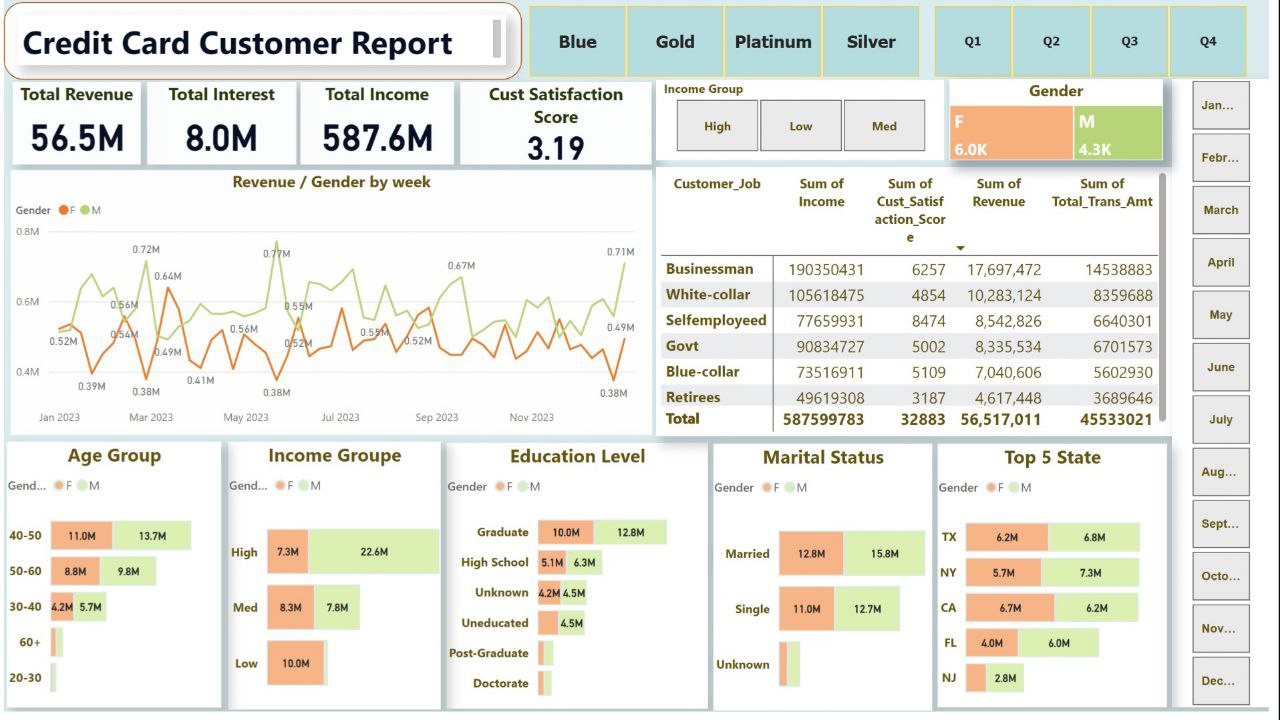 Credit Card Customer Report
Blue Gold Platinum Silver
Q1 Q2 Q3 Q4
Total Revenue
56.5M
Total Interest
8.0M
Total Income
587.6M
Cust Satisfaction
Score
3.19
Income Group
High Low Med
Gender
F M
6.0K 4.3K
Jan...
Febr...
March
April
May
June
July
Aug...
Sept...
Octo...
Nov...
Dec...
Revenue / Gender by week
Gender F M
0.8M
0.6M
0.4M
0.52M
0.39M
0.56M
0.54M
0.72M
0.38M
0.64M
0.49M
0.41M
0.56M
0.77M
0.38M
0.55M
0.52M
0.55M
0.52M
0.67M
0.71M
0.49M
0.38M
Jan 2023 Mar 2023 May 2023 Jul 2023 Sep 2023 Nov 2023
Customer_Job Sum of Sum of Sum of Sum of
Income Cust_Satisf Revenue Total_Trans_Amt
action_Scor
e
Businessman 190350431 6257 17,697,472 14538883
White-collar 105618475 4854 10,283,124 8359688
Selfemployeed 77659931 8474 8,542,826 6640301
Govt 90834727 5002 8,335,534 6701573
Blue-collar 73516911 5109 7,040,606 5602930
Retirees 49619308 3187 4,617,448 3689646
Total 587599783 32883 56,517,011 45533021
Age Group
Gend... F M
40-50 11.0M 13.7M
50-60 8.8M 9.8M
30-40 4.2M 5.7M
60+
20-30
Income Groupe
Gend... F M
High 7.3M 22.6M
Med 8.3M 7.8M
Low 10.0M
Education Level
Gender F M
Graduate 10.0M 12.8M
High School 5.1M 6.3M
Unknown 4.2M 4.5M
Uneducated 4.5M
Post-Graduate
Doctorate
Marital Status
Gender F M
Married 12.8M 15.8M
Single 11.0M 12.7M
Unknown
Top 5 State
Gender F M
TX 6.2M 6.8M
NY 5.7M 7.3M
CA 6.7M 6.2M
FL 4.0M 6.0M
NJ 2.8M